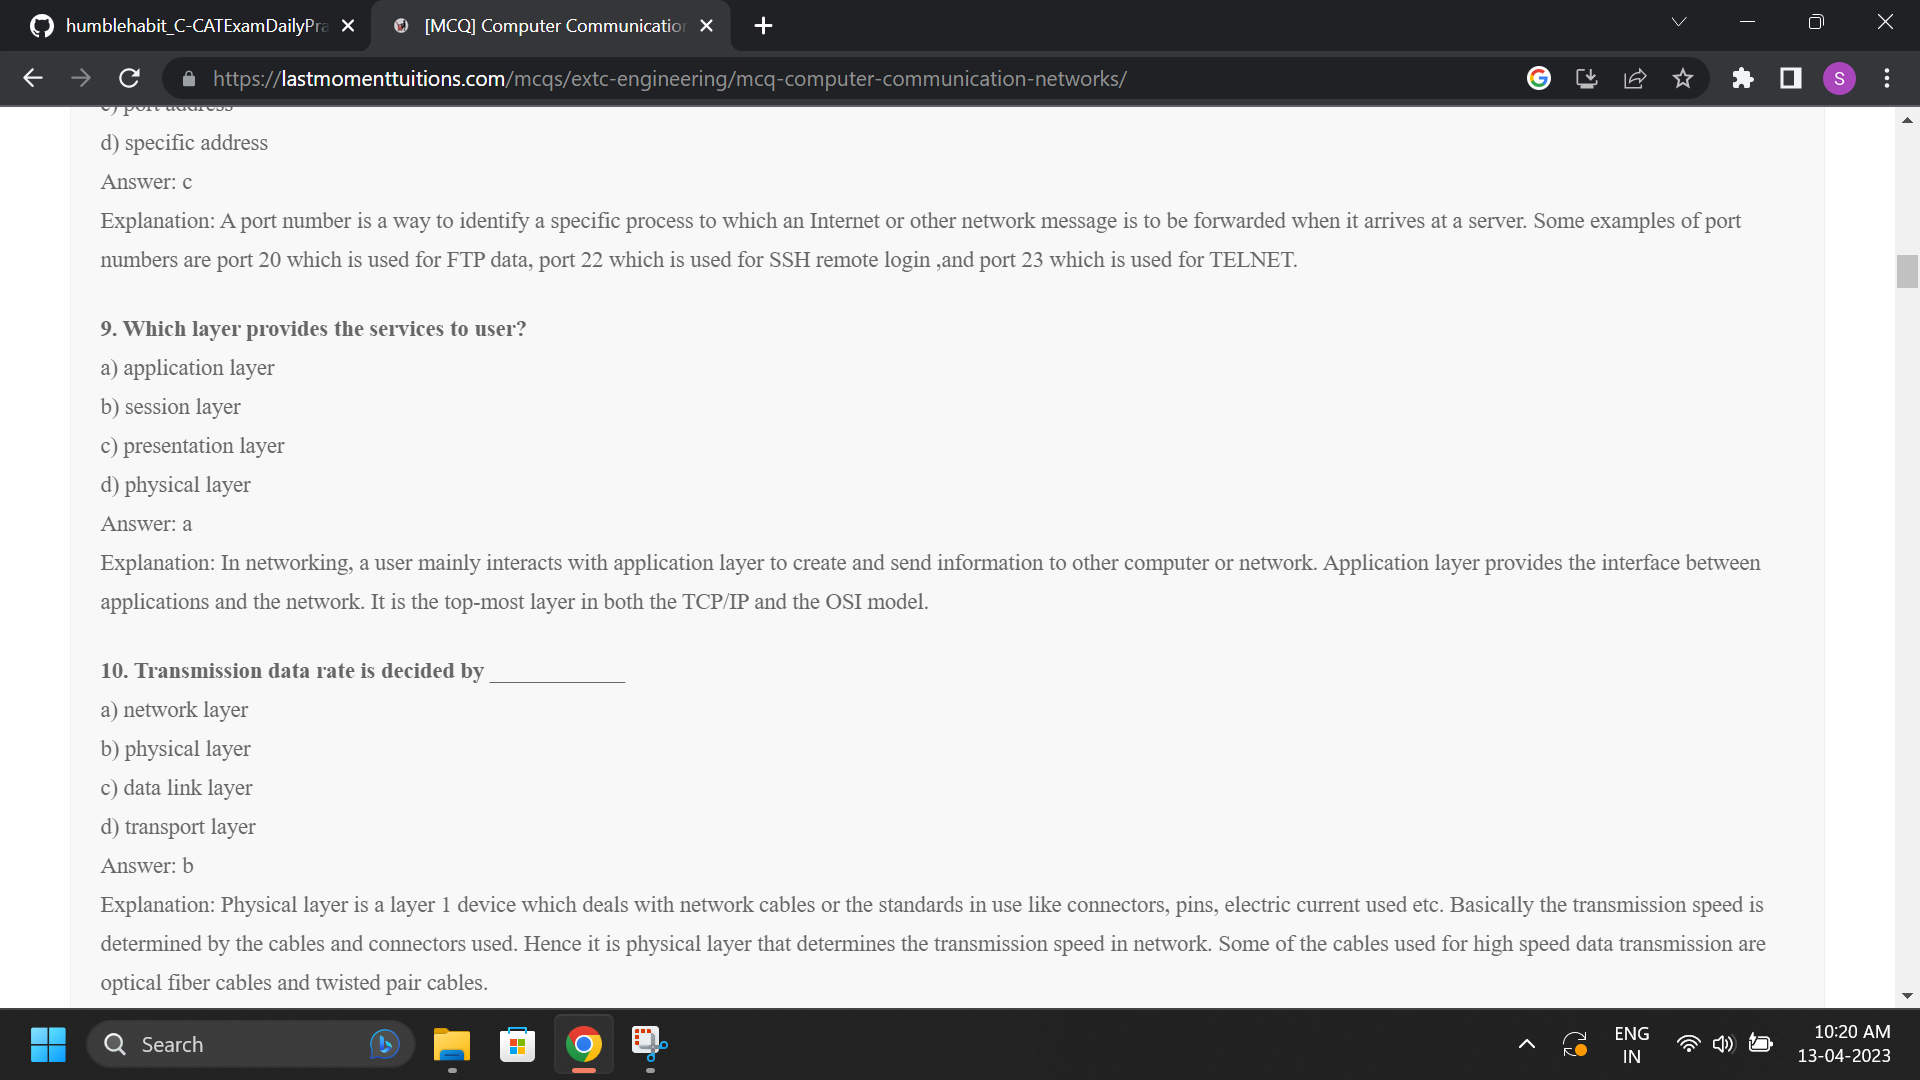 humblehabit_C-CATExamDailyPra
[MCQ] Computer Communication
https://lastmomenttuitions.com/mcqs/extc-engineering/mcq-computer-communication-networks/
S
c) port address
d) specific address
Answer: c
Explanation: A port number is a way to identify a specific process to which an Internet or other network message is to be forwarded when it arrives at a server. Some examples of port
numbers are port 20 which is used for FTP data, port 22 which is used for SSH remote login ,and port 23 which is used for TELNET.
9. Which layer provides the services to user?
a) application layer
b) session layer
c) presentation layer
d) physical layer
Answer: a
Explanation: In networking, a user mainly interacts with application layer to create and send information to other computer or network. Application layer provides the interface between
applications and the network. It is the top-most layer in both the TCP/IP and the OSI model.
10. Transmission data rate is decided by ____________
a) network layer
b) physical layer
c) data link layer
d) transport layer
Answer: b
Explanation: Physical layer is a layer 1 device which deals with network cables or the standards in use like connectors, pins, electric current used etc. Basically the transmission speed is
determined by the cables and connectors used. Hence it is physical layer that determines the transmission speed in network. Some of the cables used for high speed data transmission are
optical fiber cables and twisted pair cables.
Search
ENG
IN
10:20 AM
13-04-2023